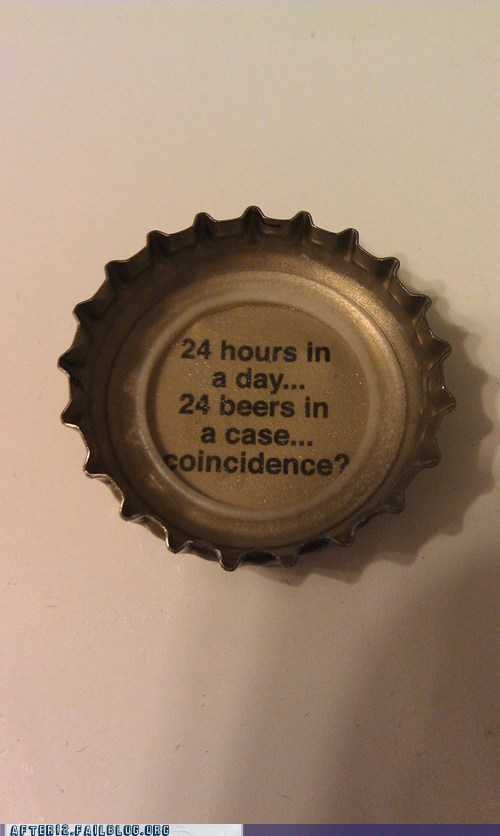 24 hours in
a day...
24 beers in
a case...
coincidence?
AFTER12.FAILBLOG.ORG